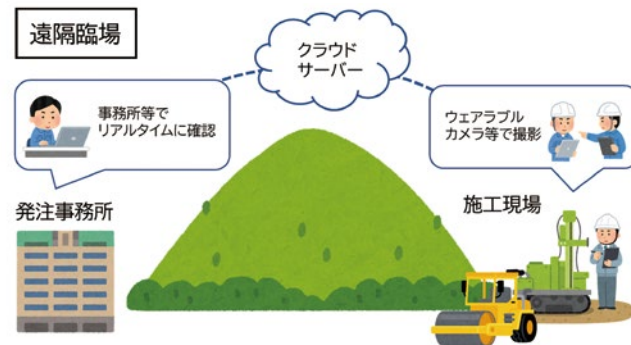 遠隔臨場
クラウド
サーバー
事務所等で
リアルタイムに確認
ウェアラブル
カメラ等で撮影
発注事務所
施工現場